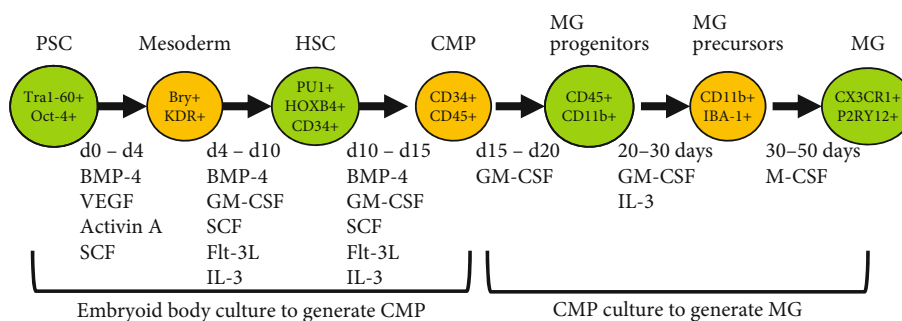 PSC
Mesoderm
HSC
CMP
MG
progenitors
MG
precursors
MG
Tra1-60+
Oct-4+
Bry+
KDR+
PU1+
HOXB4+
CD34+
CD34+
CD45+
CD45+
CD11b+
CD11b+
IBA-1+
CX3CR1+
P2RY12+
d0 – d4
BMP-4
VEGF
Activin A
SCF
d4 – d10
BMP-4
GM-CSF
SCF
Flt-3L
IL-3
d10 – d15
BMP-4
GM-CSF
SCF
Flt-3L
IL-3
d15 – d20
GM-CSF
20–30 days
GM-CSF
IL-3
30–50 days
M-CSF
Embryoid body culture to generate CMP
CMP culture to generate MG